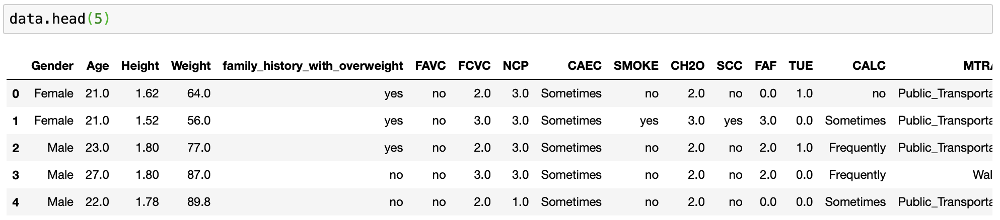 data.head(5)
Gender Age Height Weight family_history_with_overweight FAVC FCVC NCP CAEC SMOKE CH2O SCC FAF TUE CALC MTRA
0 Female 21.0 1.62 64.0 yes no 2.0 3.0 Sometimes no 2.0 no 0.0 1.0 no Public_Transporta
1 Female 21.0 1.52 56.0 yes no 3.0 3.0 Sometimes yes 3.0 yes 3.0 0.0 Sometimes Public_Transporta
2 Male 23.0 1.80 77.0 yes no 2.0 3.0 Sometimes no 2.0 no 2.0 1.0 Frequently Public_Transporta
3 Male 27.0 1.80 87.0 no no 3.0 3.0 Sometimes no 2.0 no 2.0 0.0 Frequently Wal
4 Male 22.0 1.78 89.8 no no 2.0 1.0 Sometimes no 2.0 no 0.0 0.0 Sometimes Public_Transporta